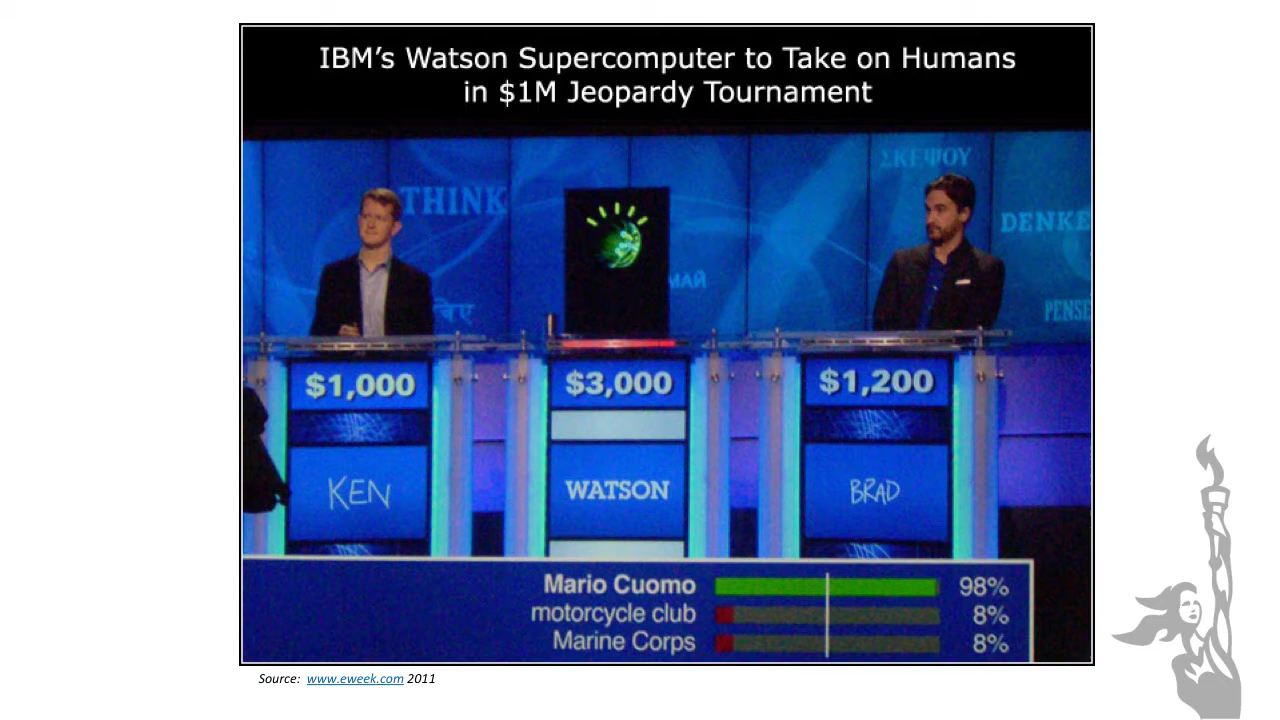 IBM’s Watson Supercomputer to Take on Humans
in $1M Jeopardy Tournament
ΣΚΕΨΟΥ
THINK
DENKE
МАЙ
PENSE
$1,000
$3,000
$1,200
KEN
WATSON
BRAD
Mario Cuomo 98%
motorcycle club 8%
Marine Corps 8%
Source: www.eweek.com 2011